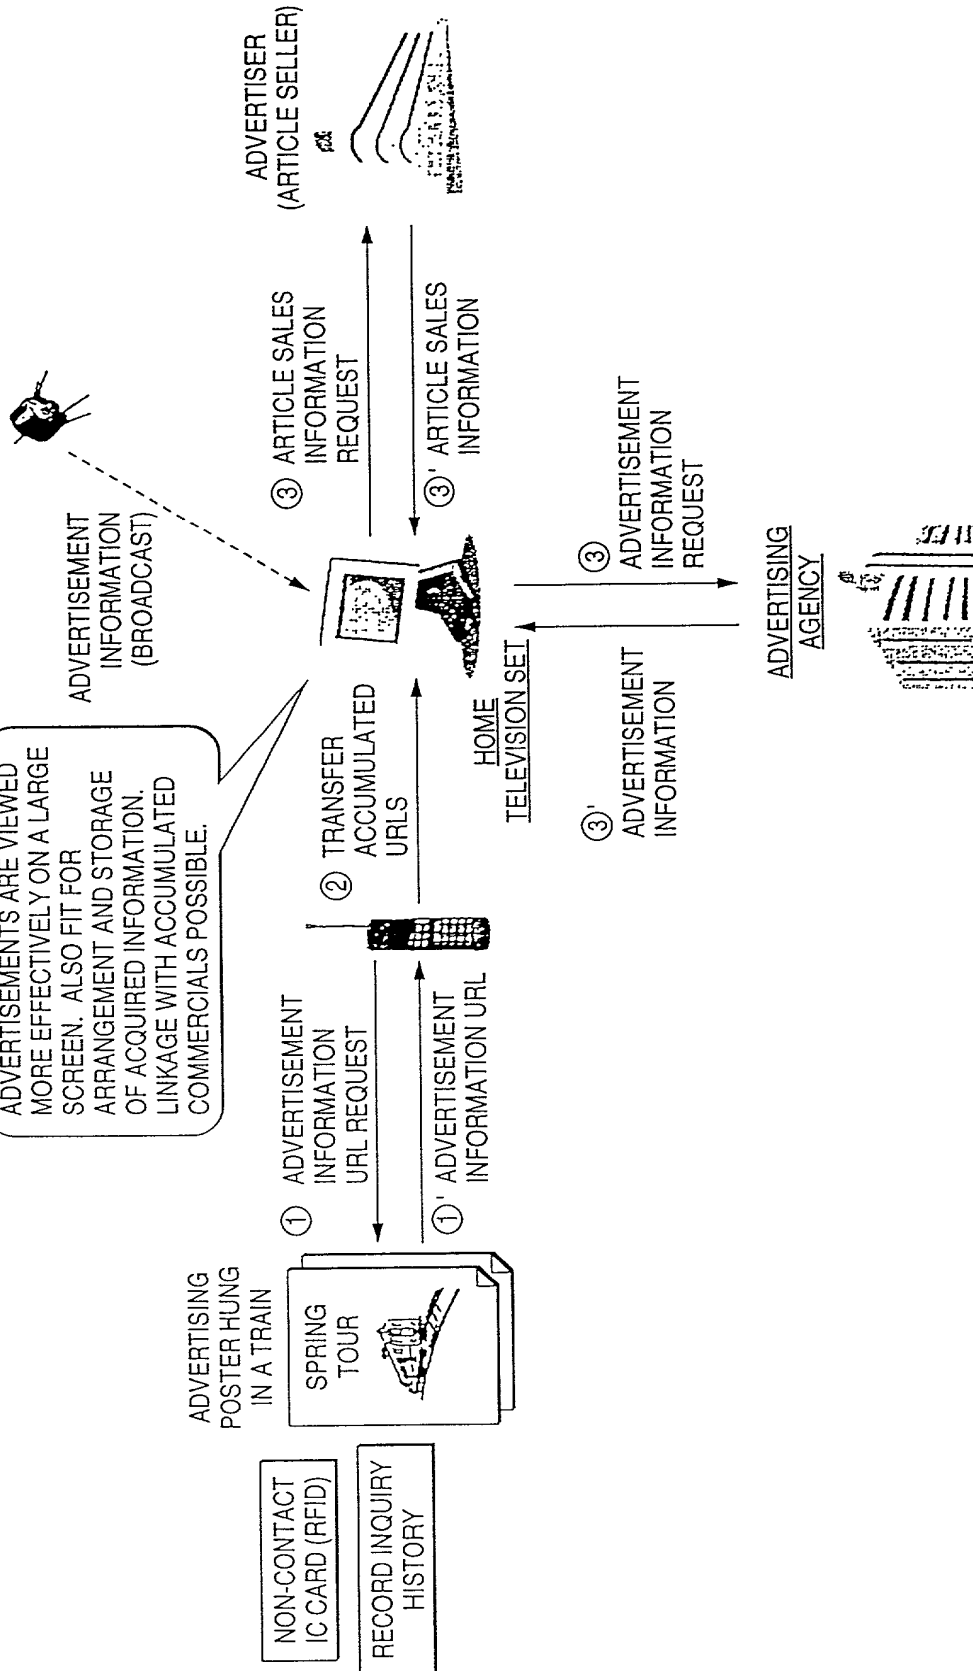 NON-CONTACT
IC CARD (RFID)
RECORD INQUIRY
HISTORY
ADVERTISING
POSTER HUNG
IN A TRAIN
SPRING
TOUR
① ADVERTISEMENT
INFORMATION
URL REQUEST
①' ADVERTISEMENT
INFORMATION URL
ADVERTISEMENTS ARE VIEWED
MORE EFFECTIVELY ON A LARGE
SCREEN. ALSO FIT FOR
ARRANGEMENT AND STORAGE
OF ACQUIRED INFORMATION.
LINKAGE WITH ACCUMULATED
COMMERCIALS POSSIBLE.
② TRANSFER
ACCUMULATED
URLS
ADVERTISEMENT
INFORMATION
(BROADCAST)
HOME
TELEVISION SET
③ ARTICLE SALES
INFORMATION
REQUEST
③' ARTICLE SALES
INFORMATION
ADVERTISER
(ARTICLE SELLER)
③' ADVERTISEMENT
INFORMATION
③ ADVERTISEMENT
INFORMATION
REQUEST
ADVERTISING
AGENCY